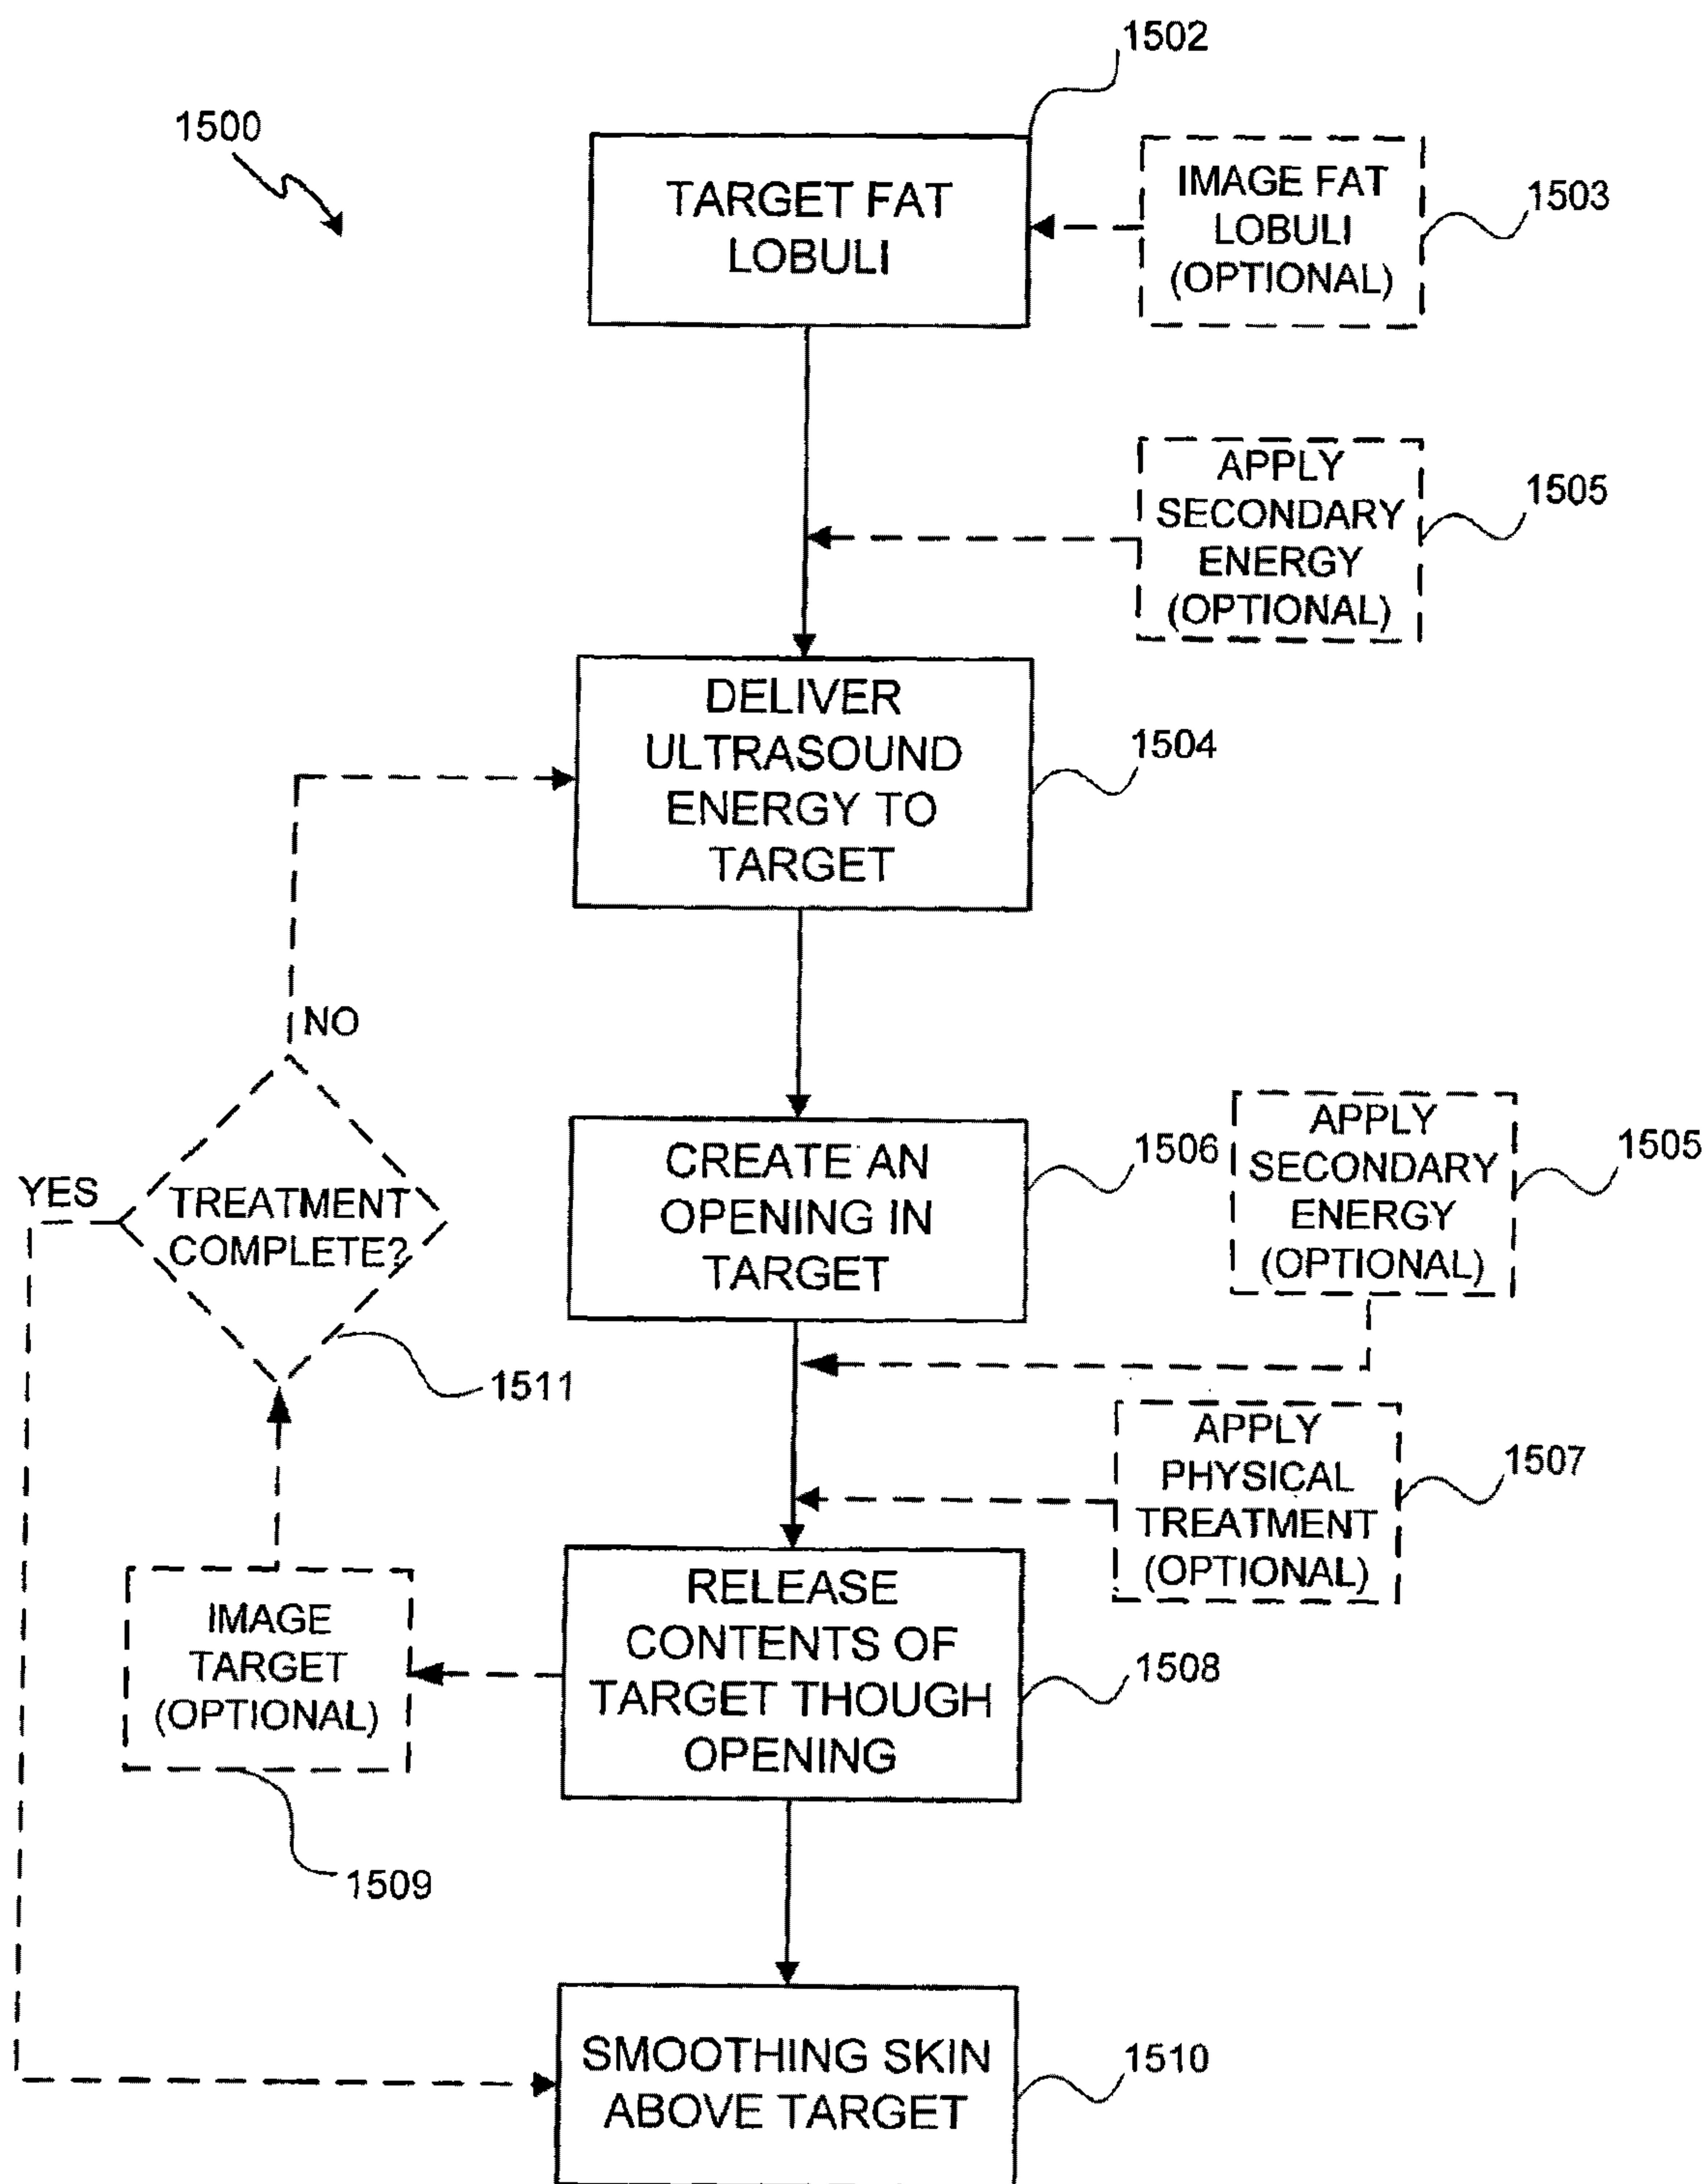 1502
1500
TARGET FAT
LOBULI
IMAGE FAT
LOBULI
(OPTIONAL)
1503
APPLY
SECONDARY
ENERGY
(OPTIONAL)
1505
DELIVER
ULTRASOUND
ENERGY TO
TARGET
1504
NO
CREATE AN
OPENING IN
TARGET
1506
APPLY
SECONDARY
ENERGY
(OPTIONAL)
1505
YES
TREATMENT
COMPLETE?
1511
APPLY
PHYSICAL
TREATMENT
(OPTIONAL)
1507
IMAGE
TARGET
(OPTIONAL)
1509
RELEASE
CONTENTS OF
TARGET THOUGH
OPENING
1508
SMOOTHING SKIN
ABOVE TARGET
1510